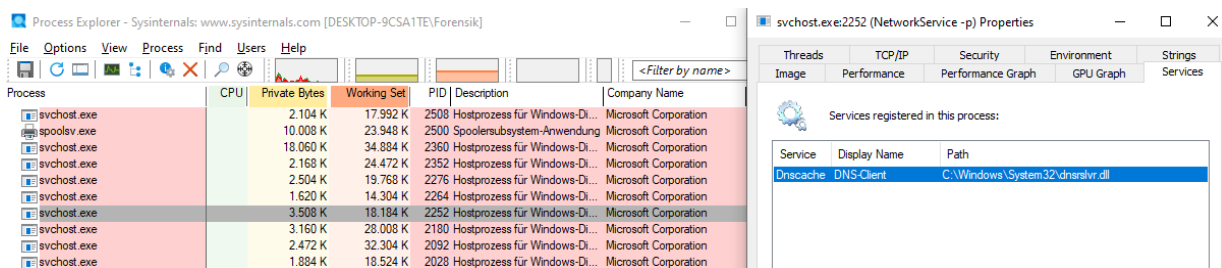 Process Explorer - Sysinternals: www.sysinternals.com [DESKTOP-9CSA1TE\Forensik]
File Options View Process Find Users Help
<Filter by name>
Process CPU Private Bytes Working Set PID Description Company Name
svchost.exe 2.104 K 17.992 K 2508 Hostprozess für Windows-Di... Microsoft Corporation
spoolsv.exe 10.008 K 23.948 K 2500 Spoolersubsystem-Anwendung Microsoft Corporation
svchost.exe 18.060 K 34.884 K 2360 Hostprozess für Windows-Di... Microsoft Corporation
svchost.exe 2.168 K 24.472 K 2352 Hostprozess für Windows-Di... Microsoft Corporation
svchost.exe 2.504 K 19.768 K 2276 Hostprozess für Windows-Di... Microsoft Corporation
svchost.exe 1.620 K 14.304 K 2264 Hostprozess für Windows-Di... Microsoft Corporation
svchost.exe 3.508 K 18.184 K 2252 Hostprozess für Windows-Di... Microsoft Corporation
svchost.exe 3.160 K 28.008 K 2180 Hostprozess für Windows-Di... Microsoft Corporation
svchost.exe 2.472 K 32.304 K 2092 Hostprozess für Windows-Di... Microsoft Corporation
svchost.exe 1.884 K 18.524 K 2028 Hostprozess für Windows-Di... Microsoft Corporation
svchost.exe:2252 (NetworkService -p) Properties
Threads TCP/IP Security Environment Strings
Image Performance Performance Graph GPU Graph Services
Services registered in this process:
Service Display Name Path
Dnscache DNS-Client C:\Windows\System32\dnsrslvr.dll